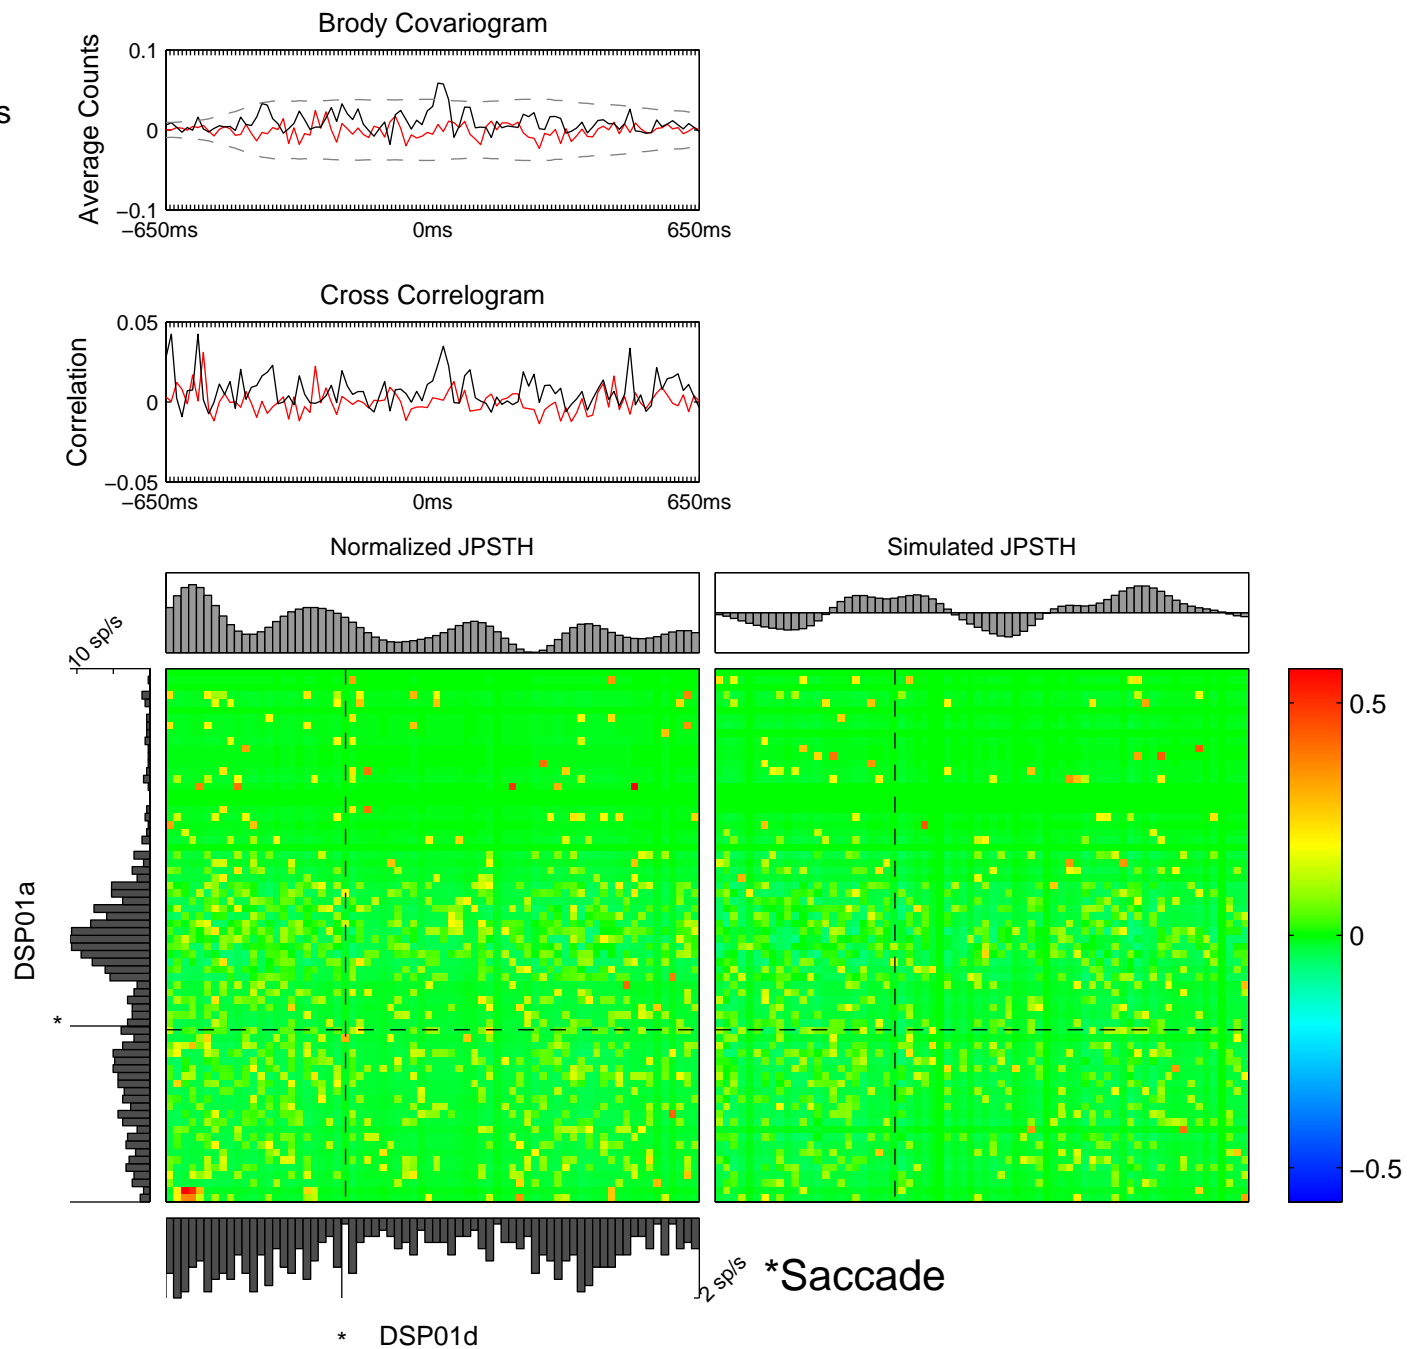 Brody Covariogram
s
Average Counts
0.1
0
−0.1
−650ms
0ms
650ms
Cross Correlogram
Correlation
0.05
0
−0.05
−650ms
0ms
650ms
Normalized JPSTH
Simulated JPSTH
10 sp/s
DSP01a
*
0.5
0
−0.5
2 sp/s
*Saccade
*
DSP01d